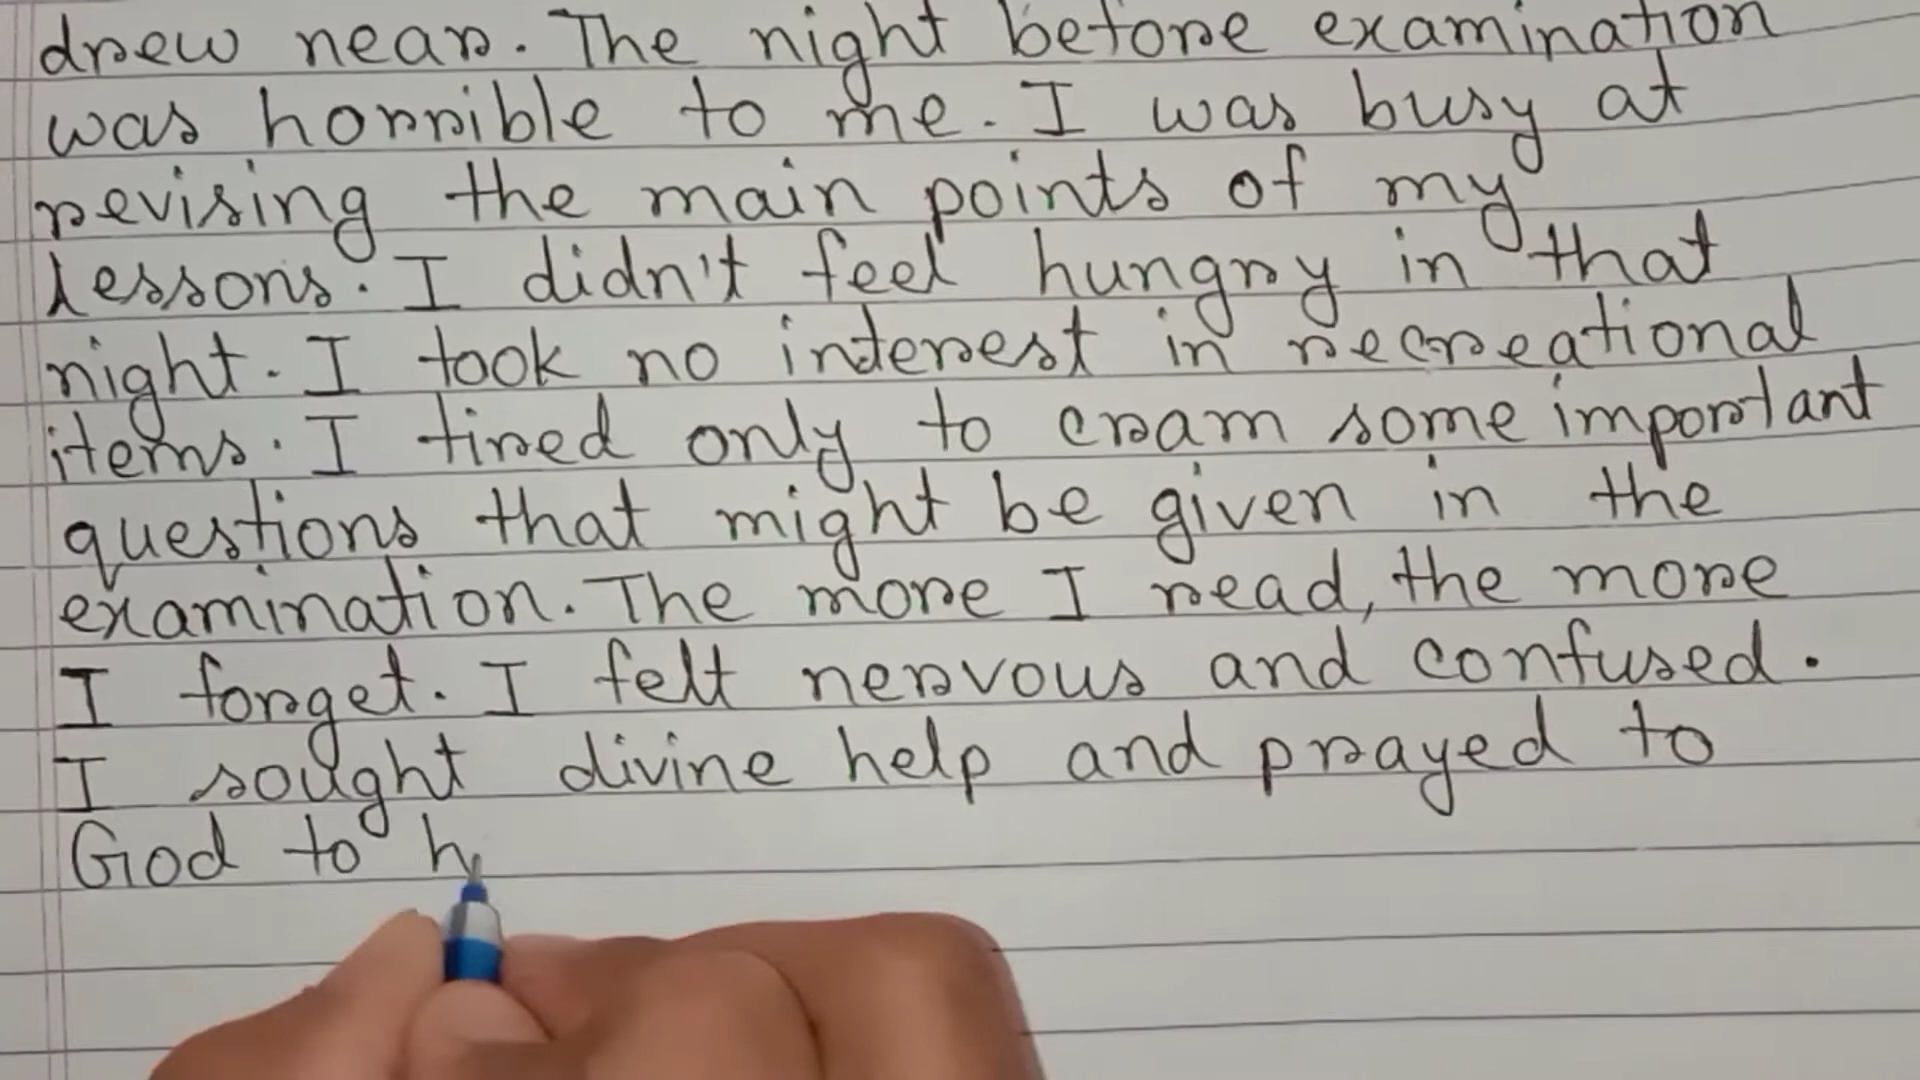 drew near. The night before examination
was horrible to me. I was busy at
revising the main points of my
lessons. I didn't feel hungry in that
night. I took no interest in recreational
items. I tired only to cram some important
questions that might be given in the
examination. The more I read, the more
I forget. I felt nervous and confused.
I sought divine help and prayed to
God to h